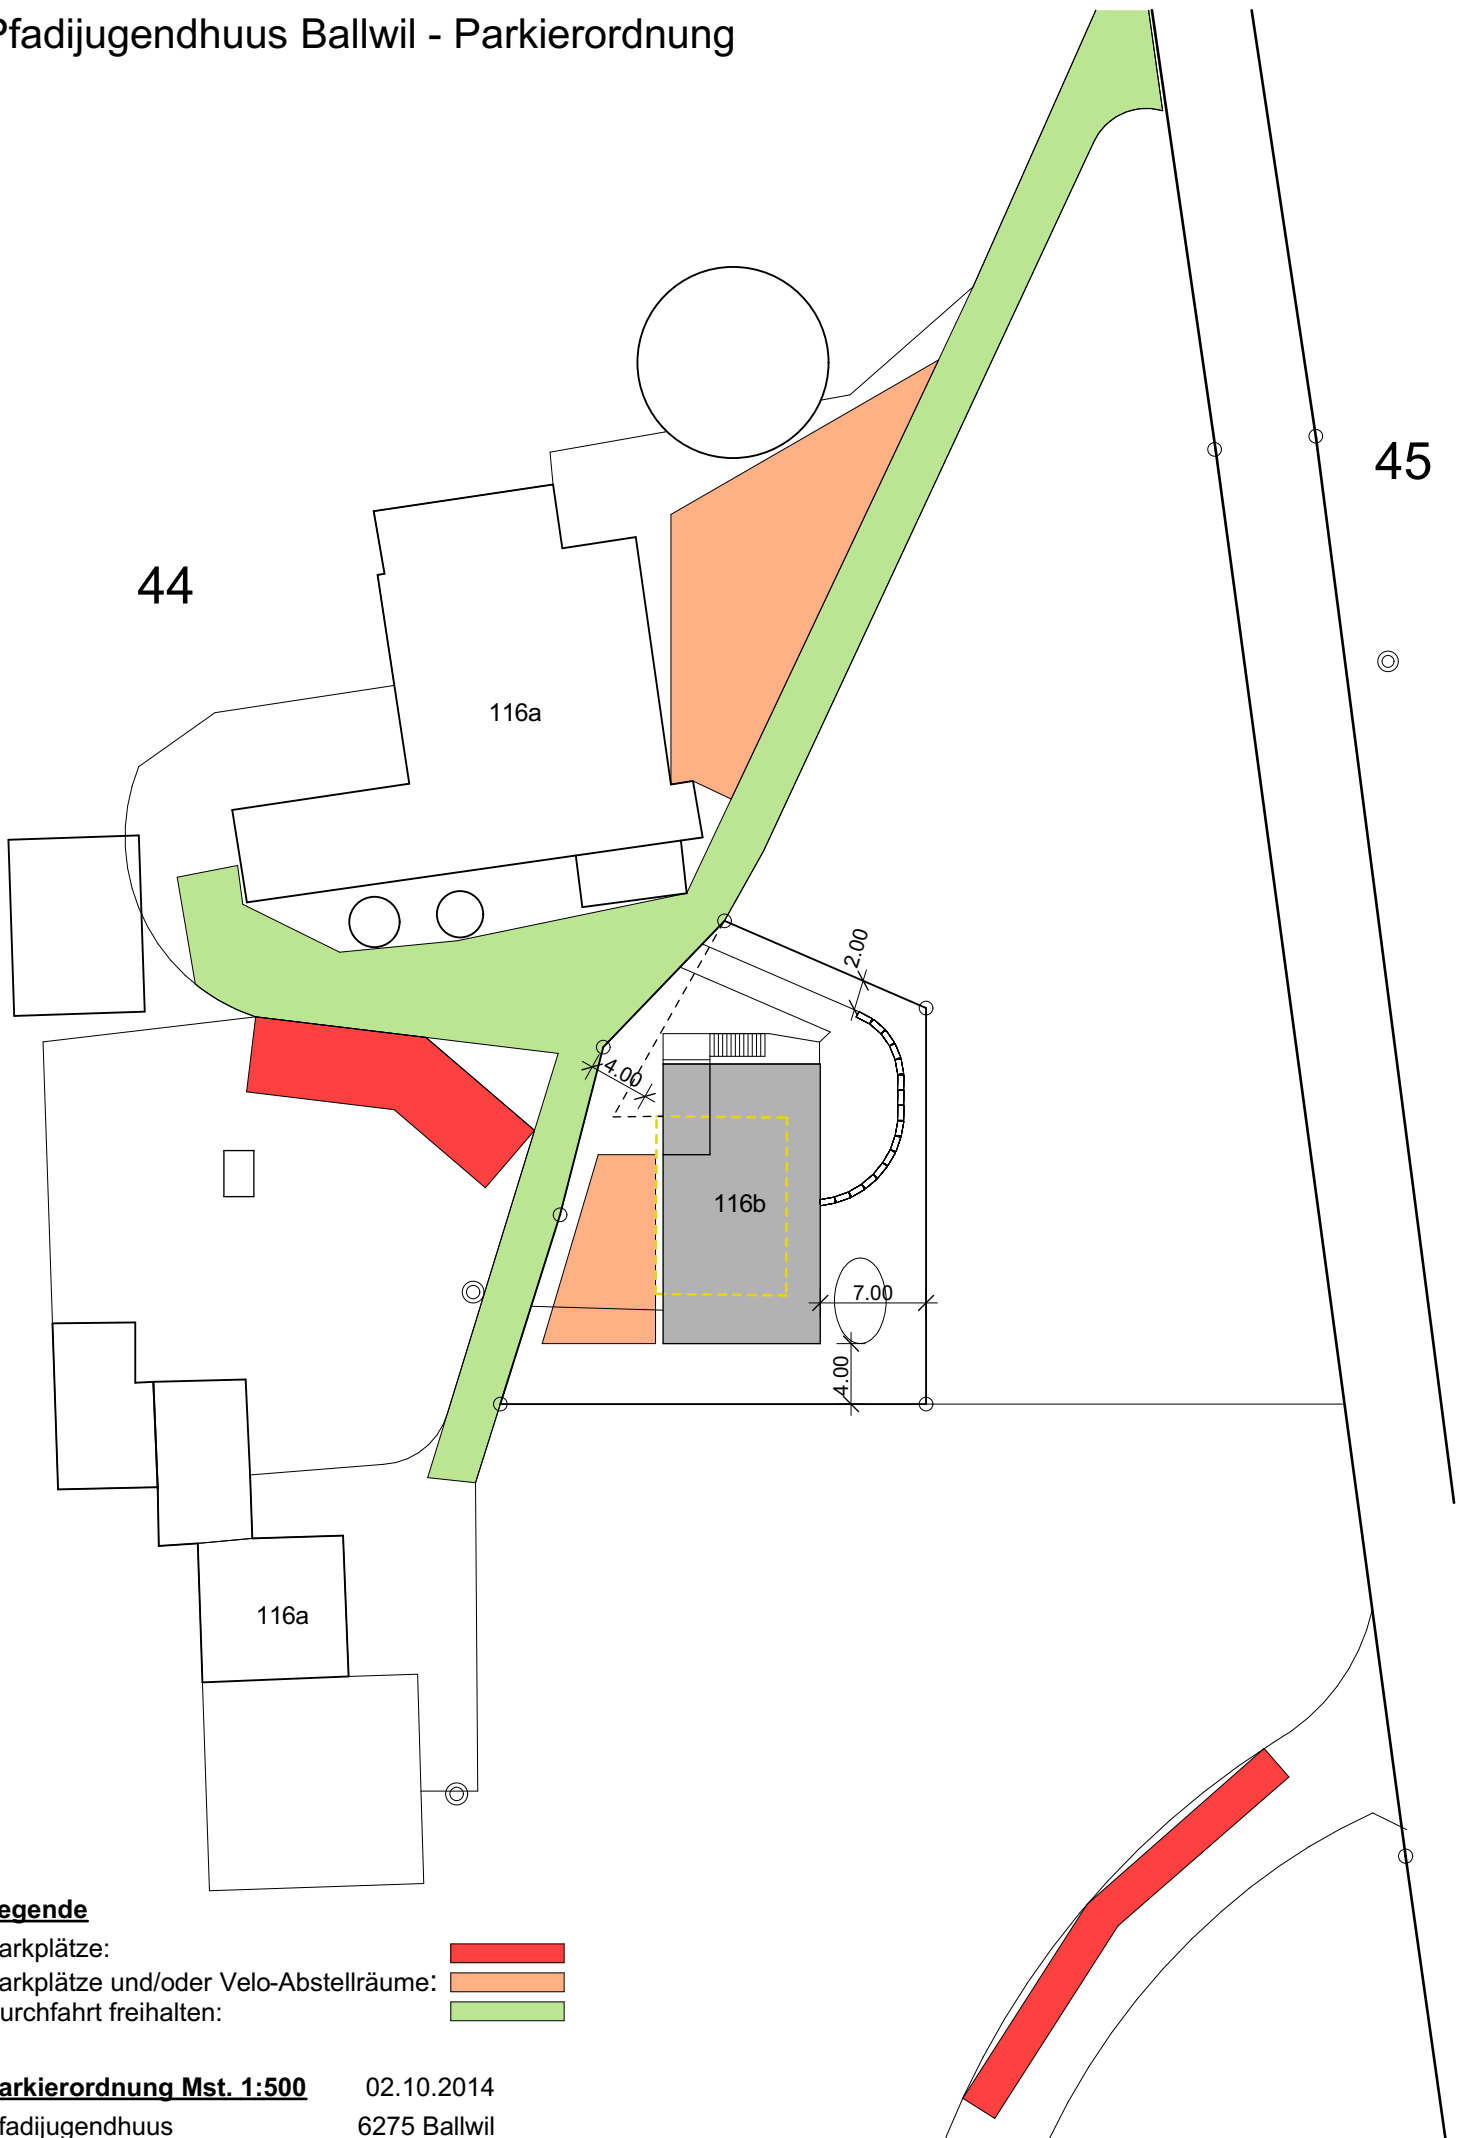 Pfadijugendhuus Ballwil - Parkierordnung
45
44
116a
2.00
4.00
116b
7.00
4.00
116a
egende
arkplätze:
arkplätze und/oder Velo-Abstellräume:
urchfahrt freihalten:
arkierordnung Mst. 1:500 02.10.2014
fadijugendhuus 6275 Ballwil